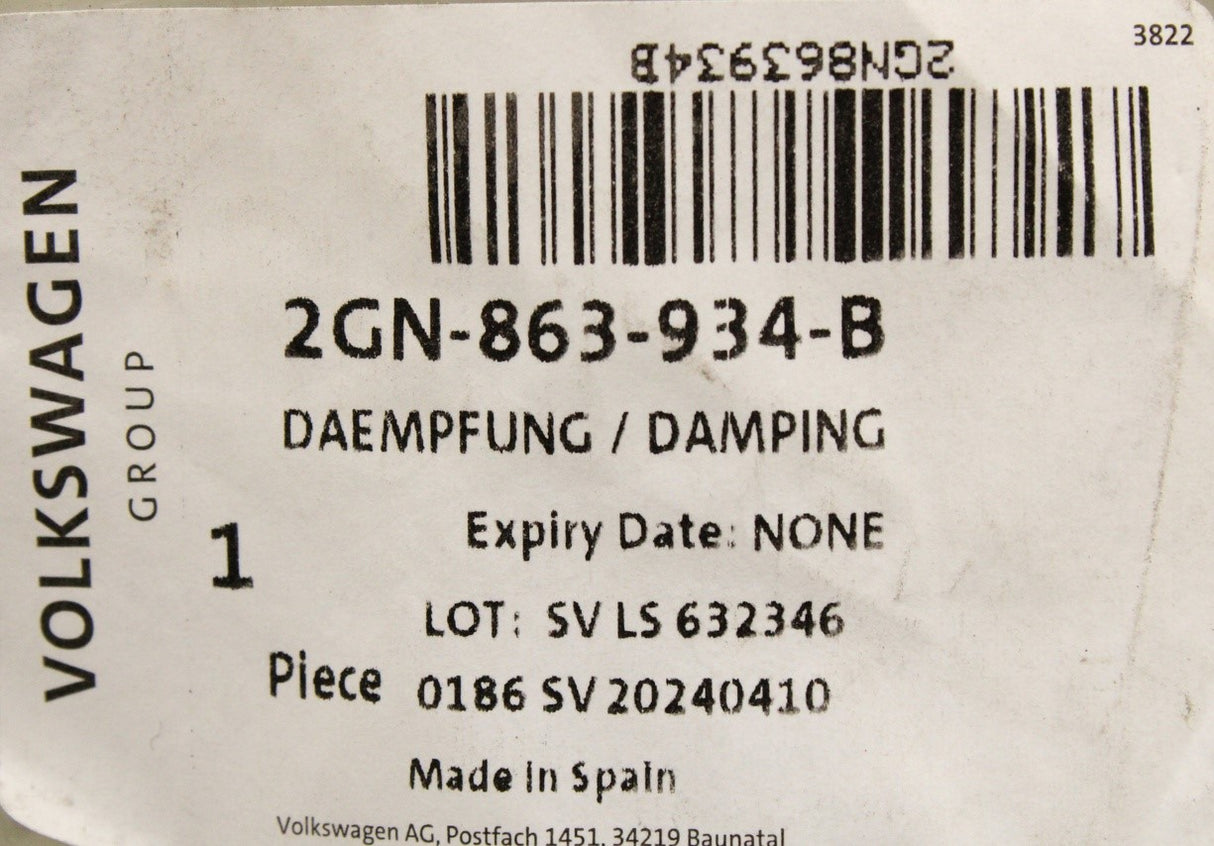 3822
2GN863934B
VOLKSWAGEN
GROUP
2GN-863-934-B
DAEMPFUNG / DAMPING
Expiry Date: NONE
1
LOT: SV LS 632346
Piece
0186 SV 20240410
Made in Spain
Volkswagen AG, Postfach 1451, 34219 Baunatal